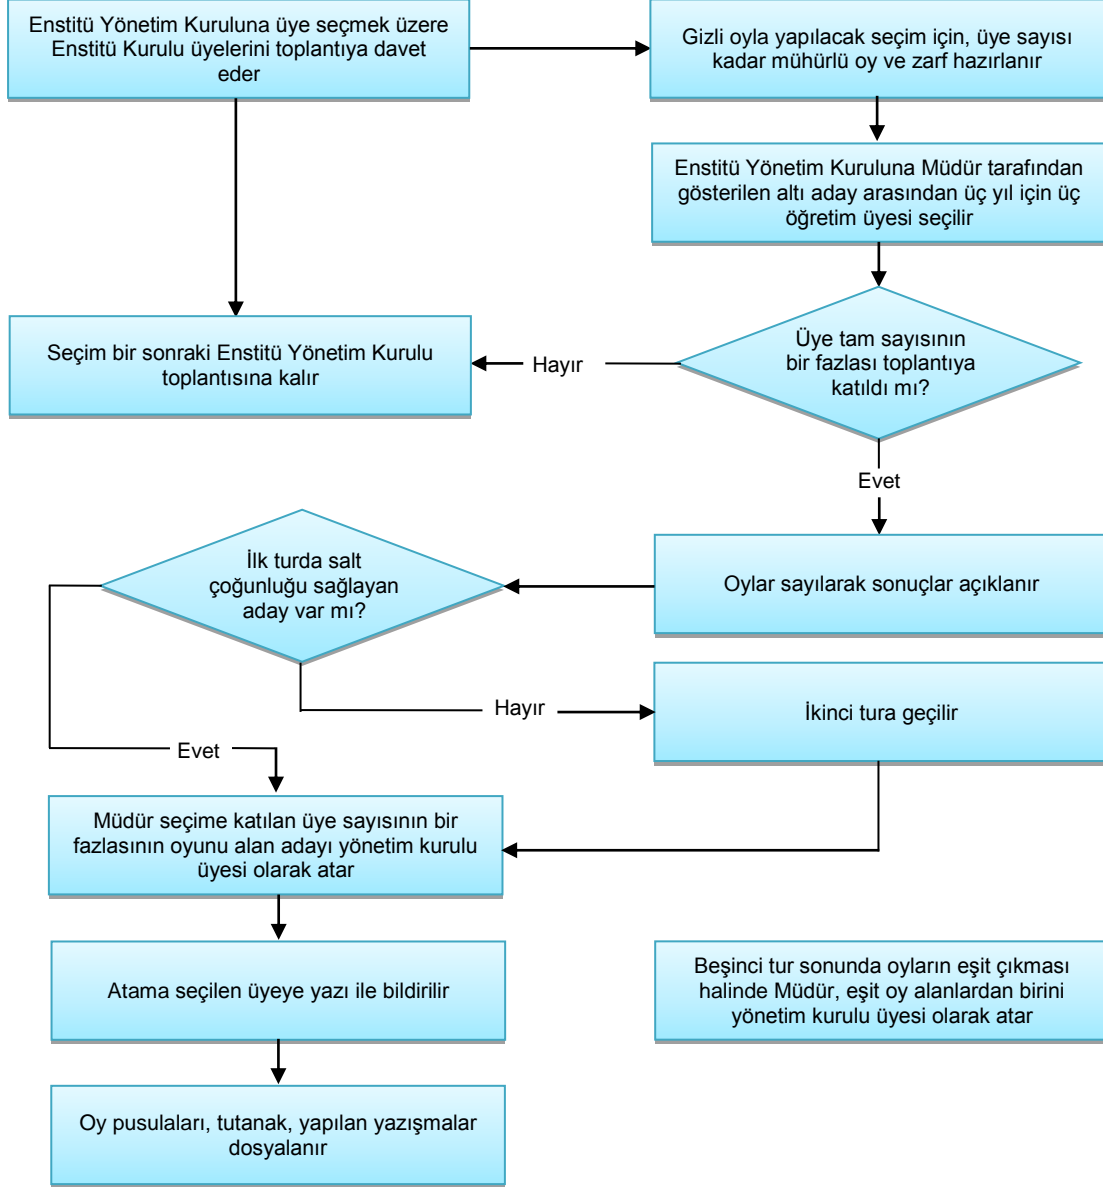 Enstitü Yönetim Kuruluna üye seçmek üzere
Enstitü Kurulu üyelerini toplantıya davet
eder
Gizli oyla yapılacak seçim için, üye sayısı
kadar mühürlü oy ve zarf hazırlanır
Enstitü Yönetim Kuruluna Müdür tarafından
gösterilen altı aday arasından üç yıl için üç
öğretim üyesi seçilir
Üye tam sayısının
bir fazlası toplantıya
katıldı mı?
Hayır
Seçim bir sonraki Enstitü Yönetim Kurulu
toplantısına kalır
Evet
Oylar sayılarak sonuçlar açıklanır
İlk turda salt
çoğunluğu sağlayan
aday var mı?
Hayır
İkinci tura geçilir
Evet
Müdür seçime katılan üye sayısının bir
fazlasının oyunu alan adayı yönetim kurulu
üyesi olarak atar
Atama seçilen üyeye yazı ile bildirilir
Beşinci tur sonunda oyların eşit çıkması
halinde Müdür, eşit oy alanlardan birini
yönetim kurulu üyesi olarak atar
Oy pusulaları, tutanak, yapılan yazışmalar
dosyalanır